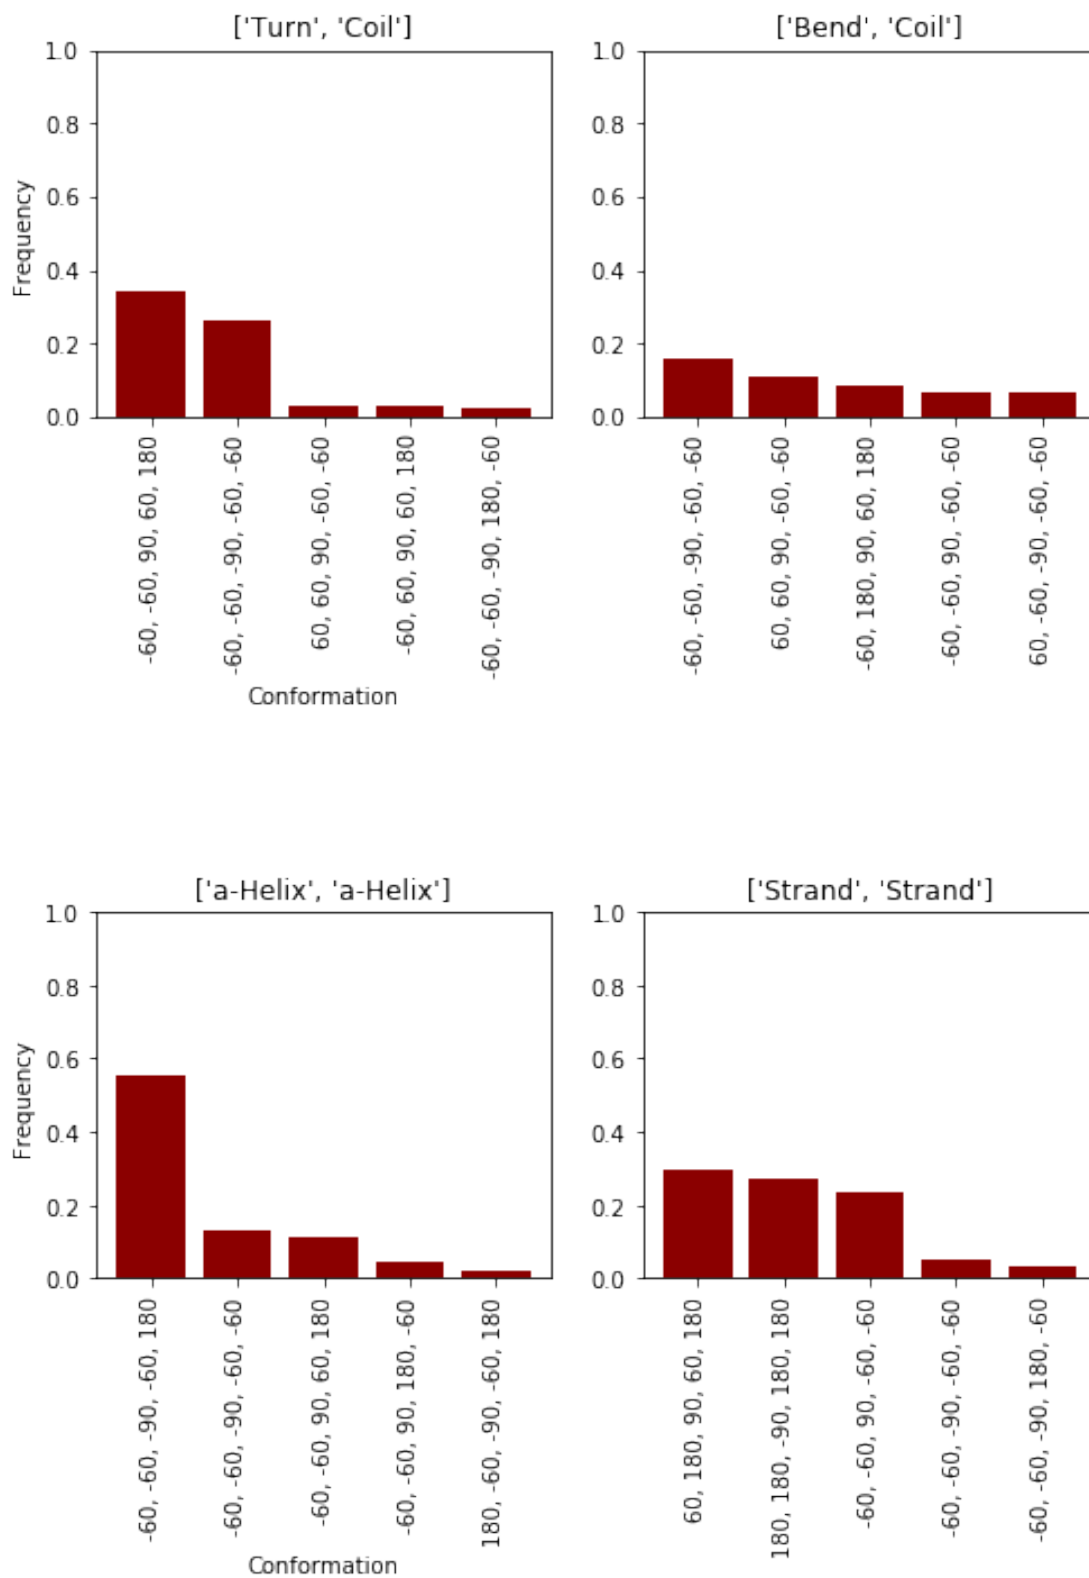 ['Turn', 'Coil']
1.0
0.8
0.6
0.4
0.2
0.0
Frequency
-60, -60, 90, 60, 180
-60, -60, -90, -60, -60
60, 60, 90, -60, -60
-60, 60, 90, 60, 180
-60, -60, -90, 180, -60
Conformation
['Bend', 'Coil']
1.0
0.8
0.6
0.4
0.2
0.0
-60, -60, -90, -60, -60
60, 60, 90, -60, -60
-60, 180, 90, 60, 180
-60, -60, 90, -60, -60
60, -60, -90, -60, -60
['a-Helix', 'a-Helix']
1.0
0.8
0.6
0.4
0.2
0.0
Frequency
-60, -60, -90, -60, 180
-60, -60, -90, -60, -60
-60, -60, 90, 60, 180
-60, -60, 90, 180, -60
180, -60, -90, -60, 180
Conformation
['Strand', 'Strand']
1.0
0.8
0.6
0.4
0.2
0.0
60, 180, 90, 60, 180
180, 180, -90, 180, 180
-60, -60, 90, -60, -60
-60, -60, -90, -60, -60
-60, -60, -90, 180, -60